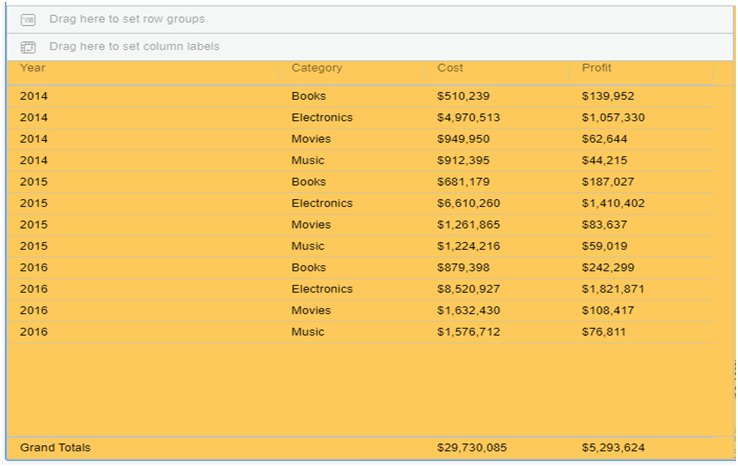 Drag here to set row groups
Drag here to set column labels
Year Category Cost Profit
2014 Books $510,239 $139,952
2014 Electronics $4,970,513 $1,057,330
2014 Movies $949,950 $62,644
2014 Music $912,395 $44,215
2015 Books $681,179 $187,027
2015 Electronics $6,610,260 $1,410,402
2015 Movies $1,261,865 $83,637
2015 Music $1,224,216 $59,019
2016 Books $879,398 $242,299
2016 Electronics $8,520,927 $1,821,871
2016 Movies $1,632,430 $108,417
2016 Music $1,576,712 $76,811
Grand Totals $29,730,085 $5,293,624